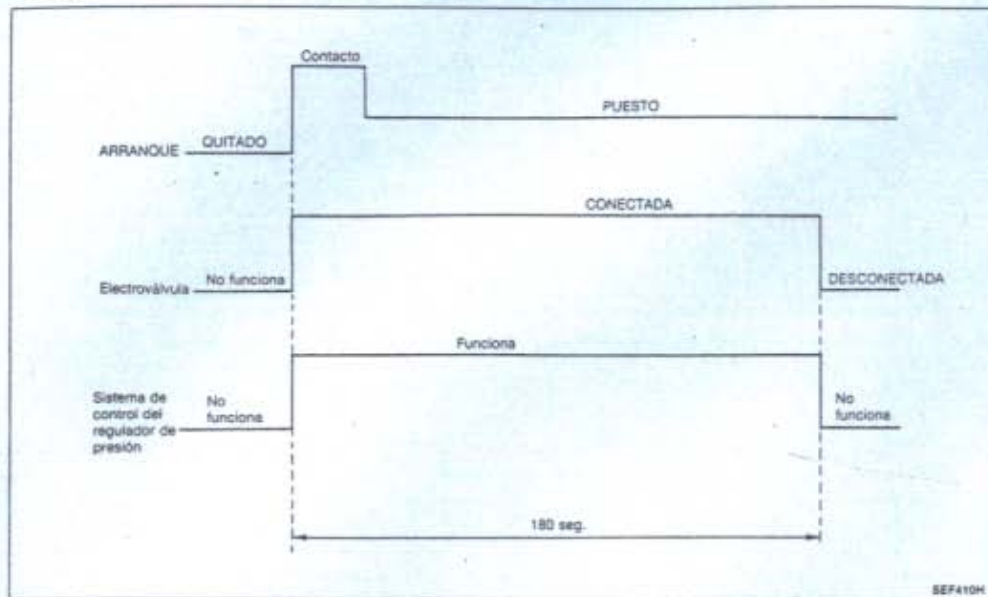 Contacto
PUESTO
QUITADO
ARRANQUE
CONECTADA
No funciona
Electroválvula
DESCONECTADA
Funciona
Sistema de
control del
regulador de
presión
No
funciona
No
funciona
180 seg.
SEF410H